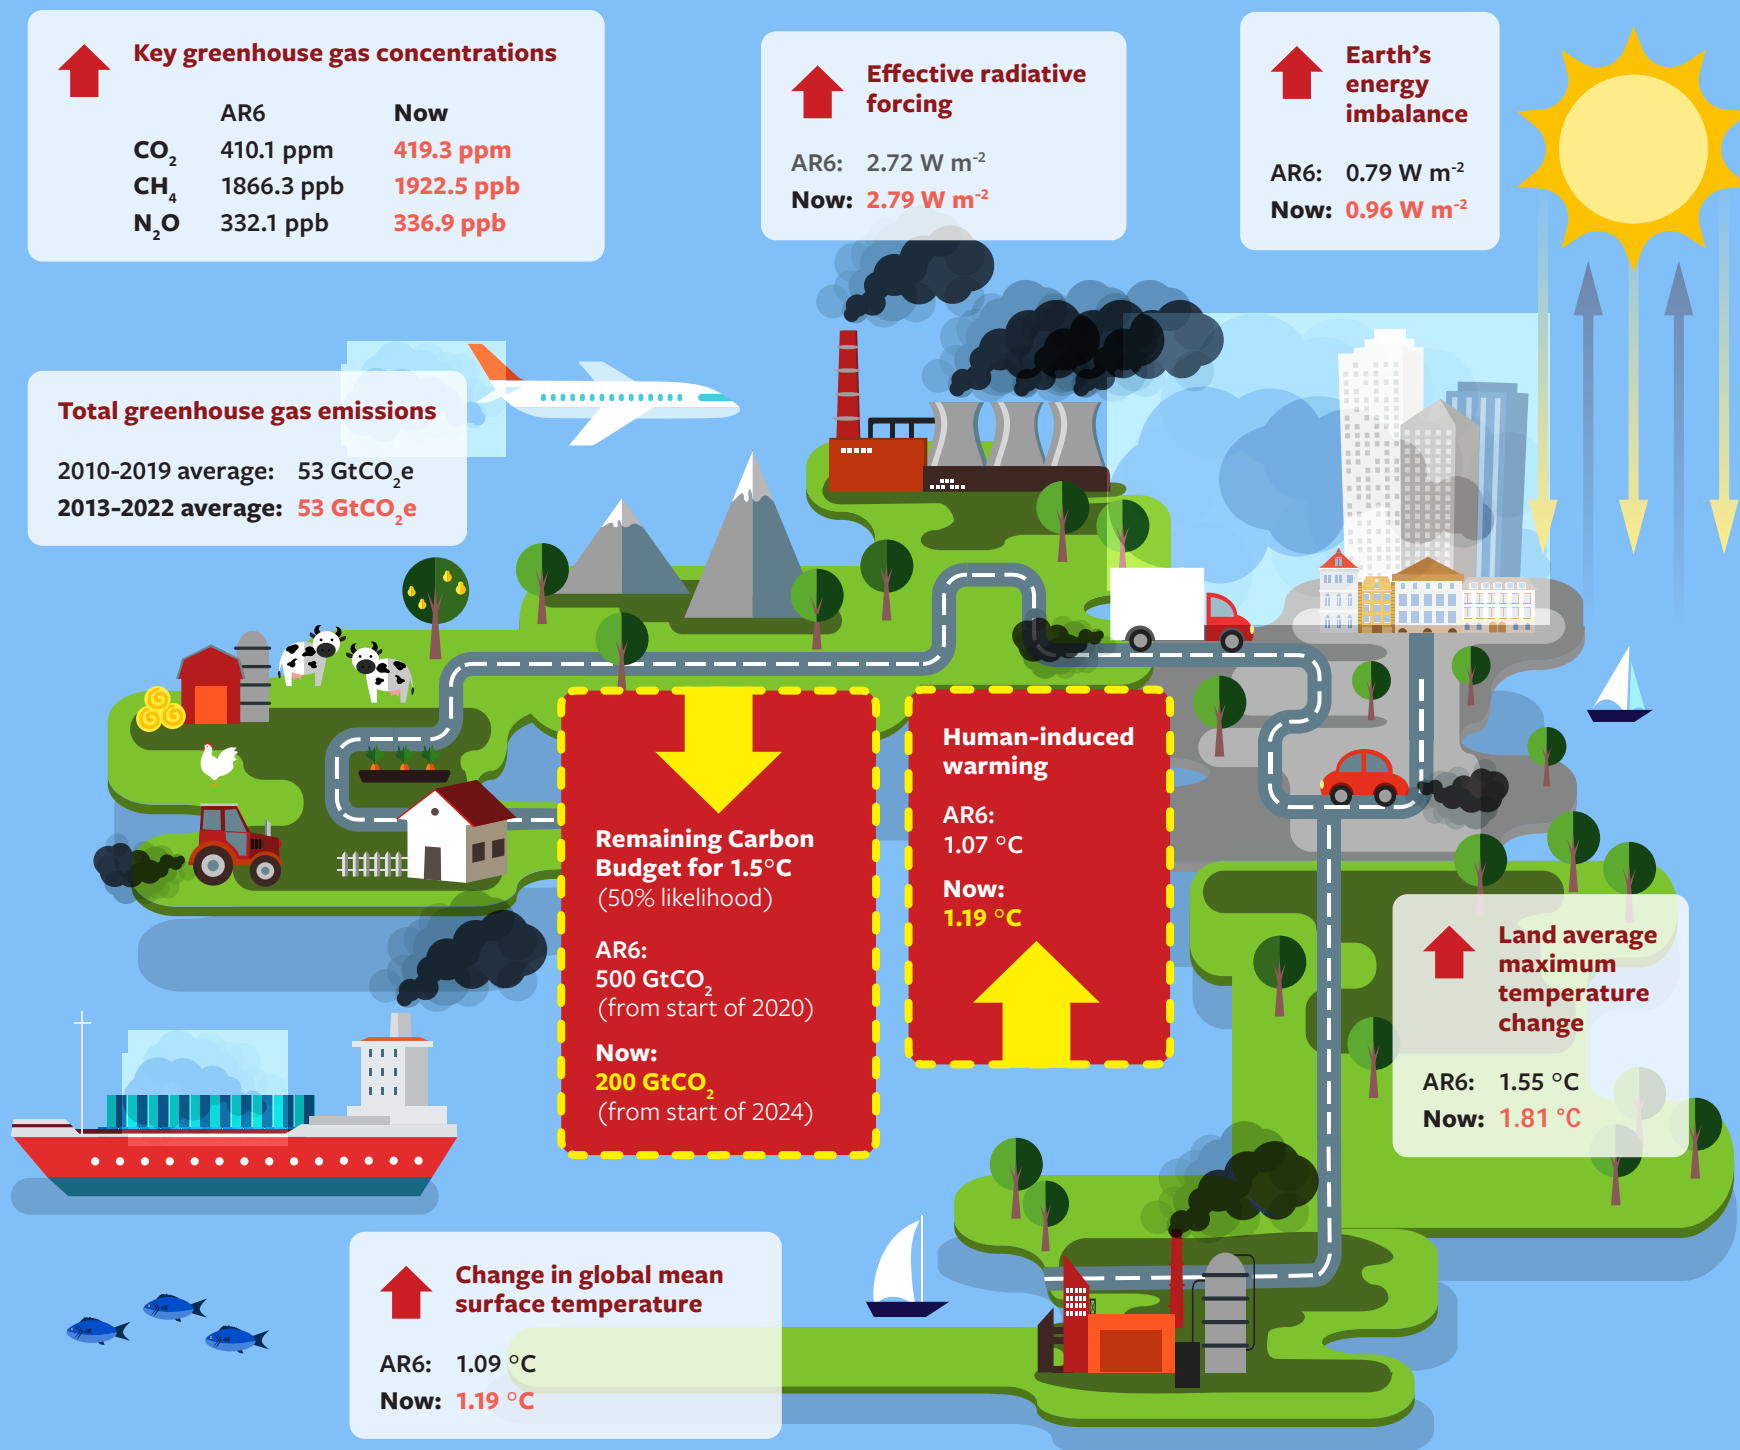 Key greenhouse gas concentrations
AR6 Now
CO₂ 410.1 ppm 419.3 ppm
CH₄ 1866.3 ppb 1922.5 ppb
N₂O 332.1 ppb 336.9 ppb
Effective radiative
forcing
AR6: 2.72 W m⁻²
Now: 2.79 W m⁻²
Earth's
energy
imbalance
AR6: 0.79 W m⁻²
Now: 0.96 W m⁻²
Total greenhouse gas emissions
2010-2019 average: 53 GtCO₂e
2013-2022 average: 53 GtCO₂e
Remaining Carbon
Budget for 1.5°C
(50% likelihood)
AR6:
500 GtCO₂
(from start of 2020)
Now:
200 GtCO₂
(from start of 2024)
Human-induced
warming
AR6:
1.07 °C
Now:
1.19 °C
Land average
maximum
temperature
change
AR6: 1.55 °C
Now: 1.81 °C
Change in global mean
surface temperature
AR6: 1.09 °C
Now: 1.19 °C